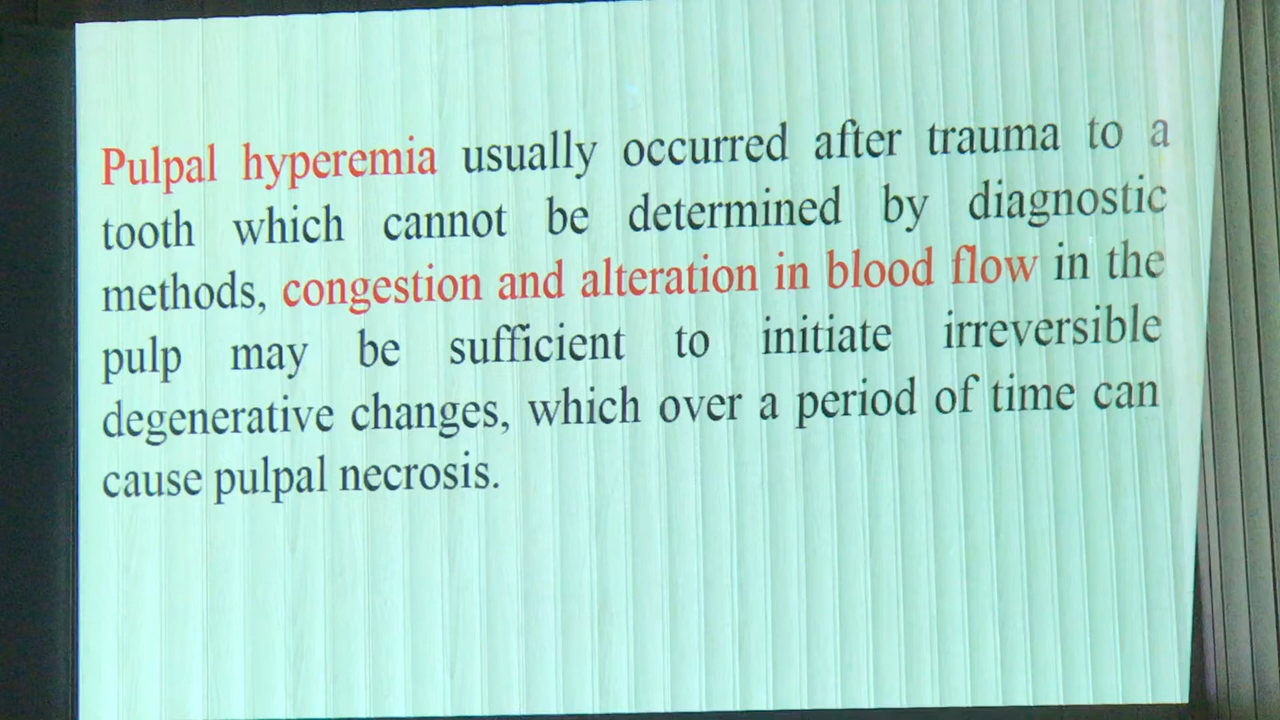 Pulpal hyperemia usually occurred after trauma to a
tooth which cannot be determined by diagnostic
methods, congestion and alteration in blood flow in the
pulp may be sufficient to initiate irreversible
degenerative changes, which over a period of time can
cause pulpal necrosis.